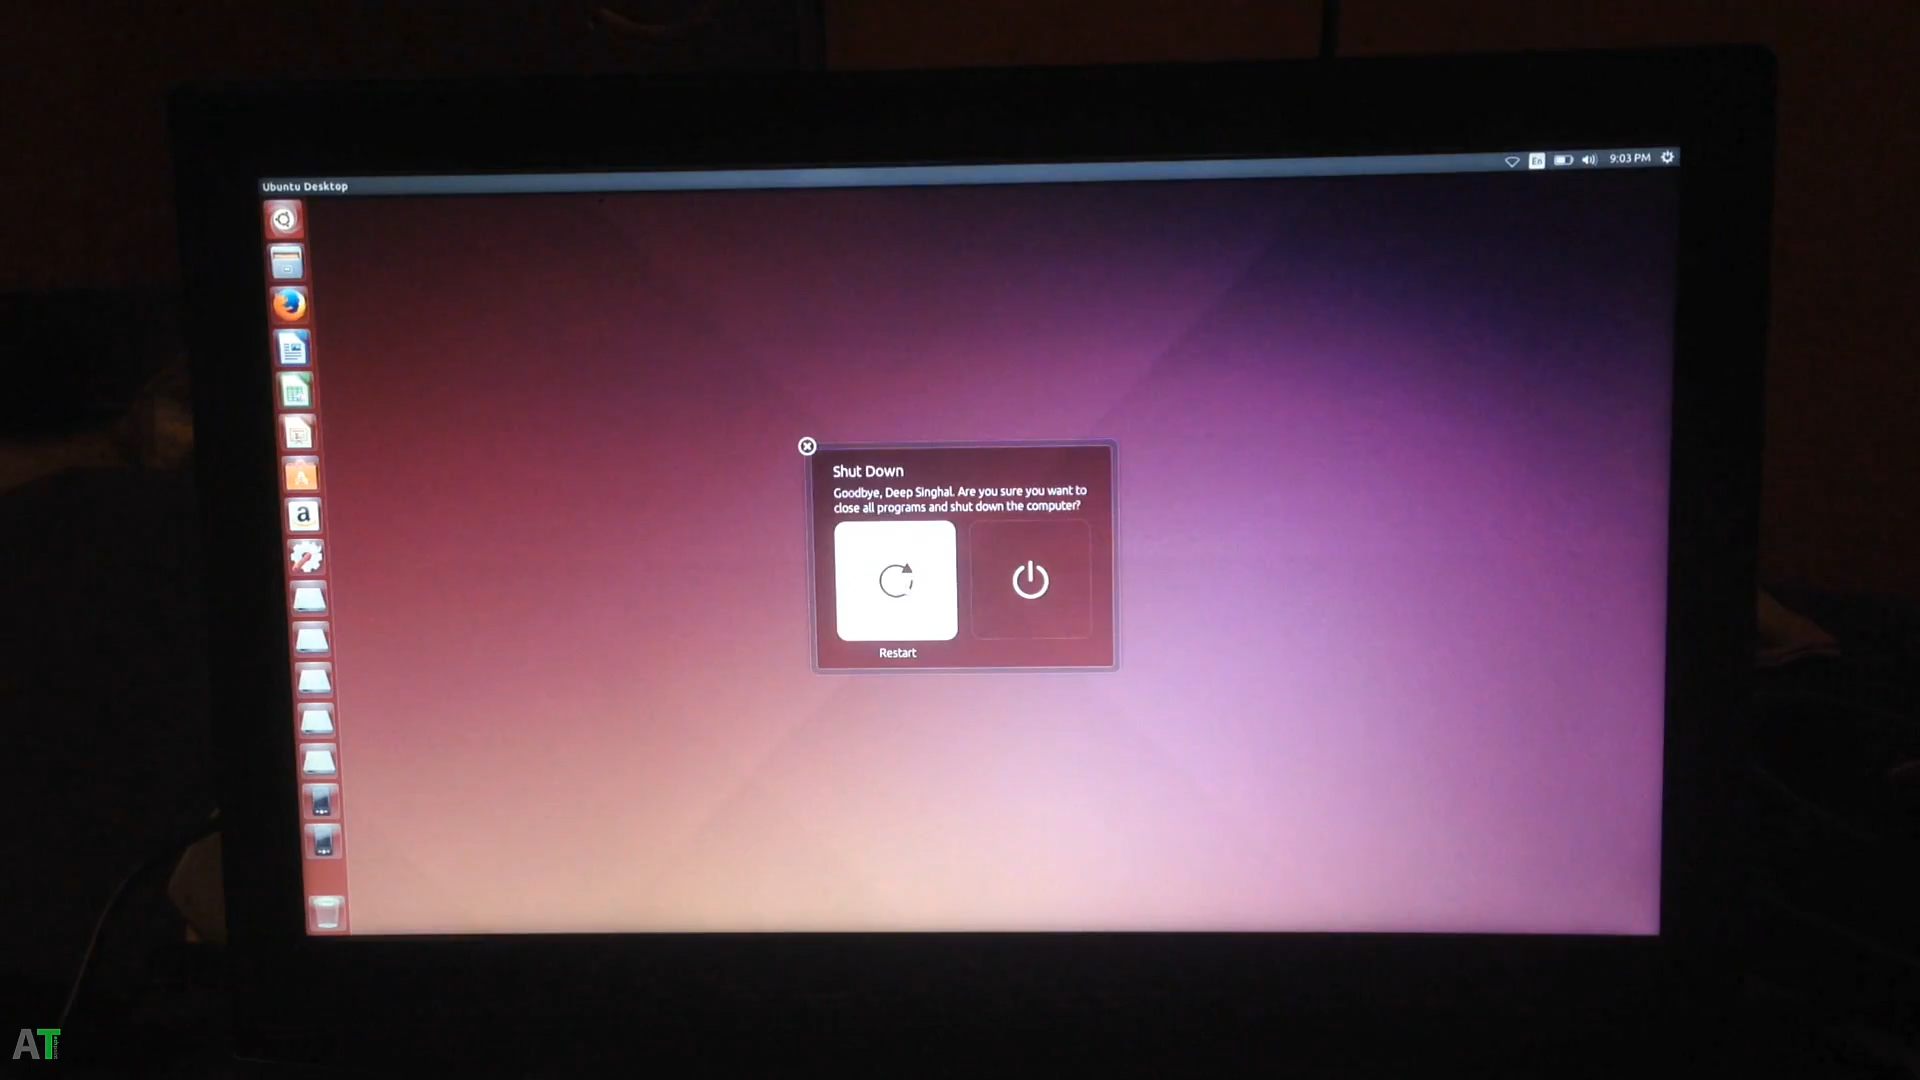 Ubuntu Desktop
En
9:03 PM
a
Shut Down
Goodbye, Deep Singhal. Are you sure you want to
close all programs and shut down the computer?
Restart
AT